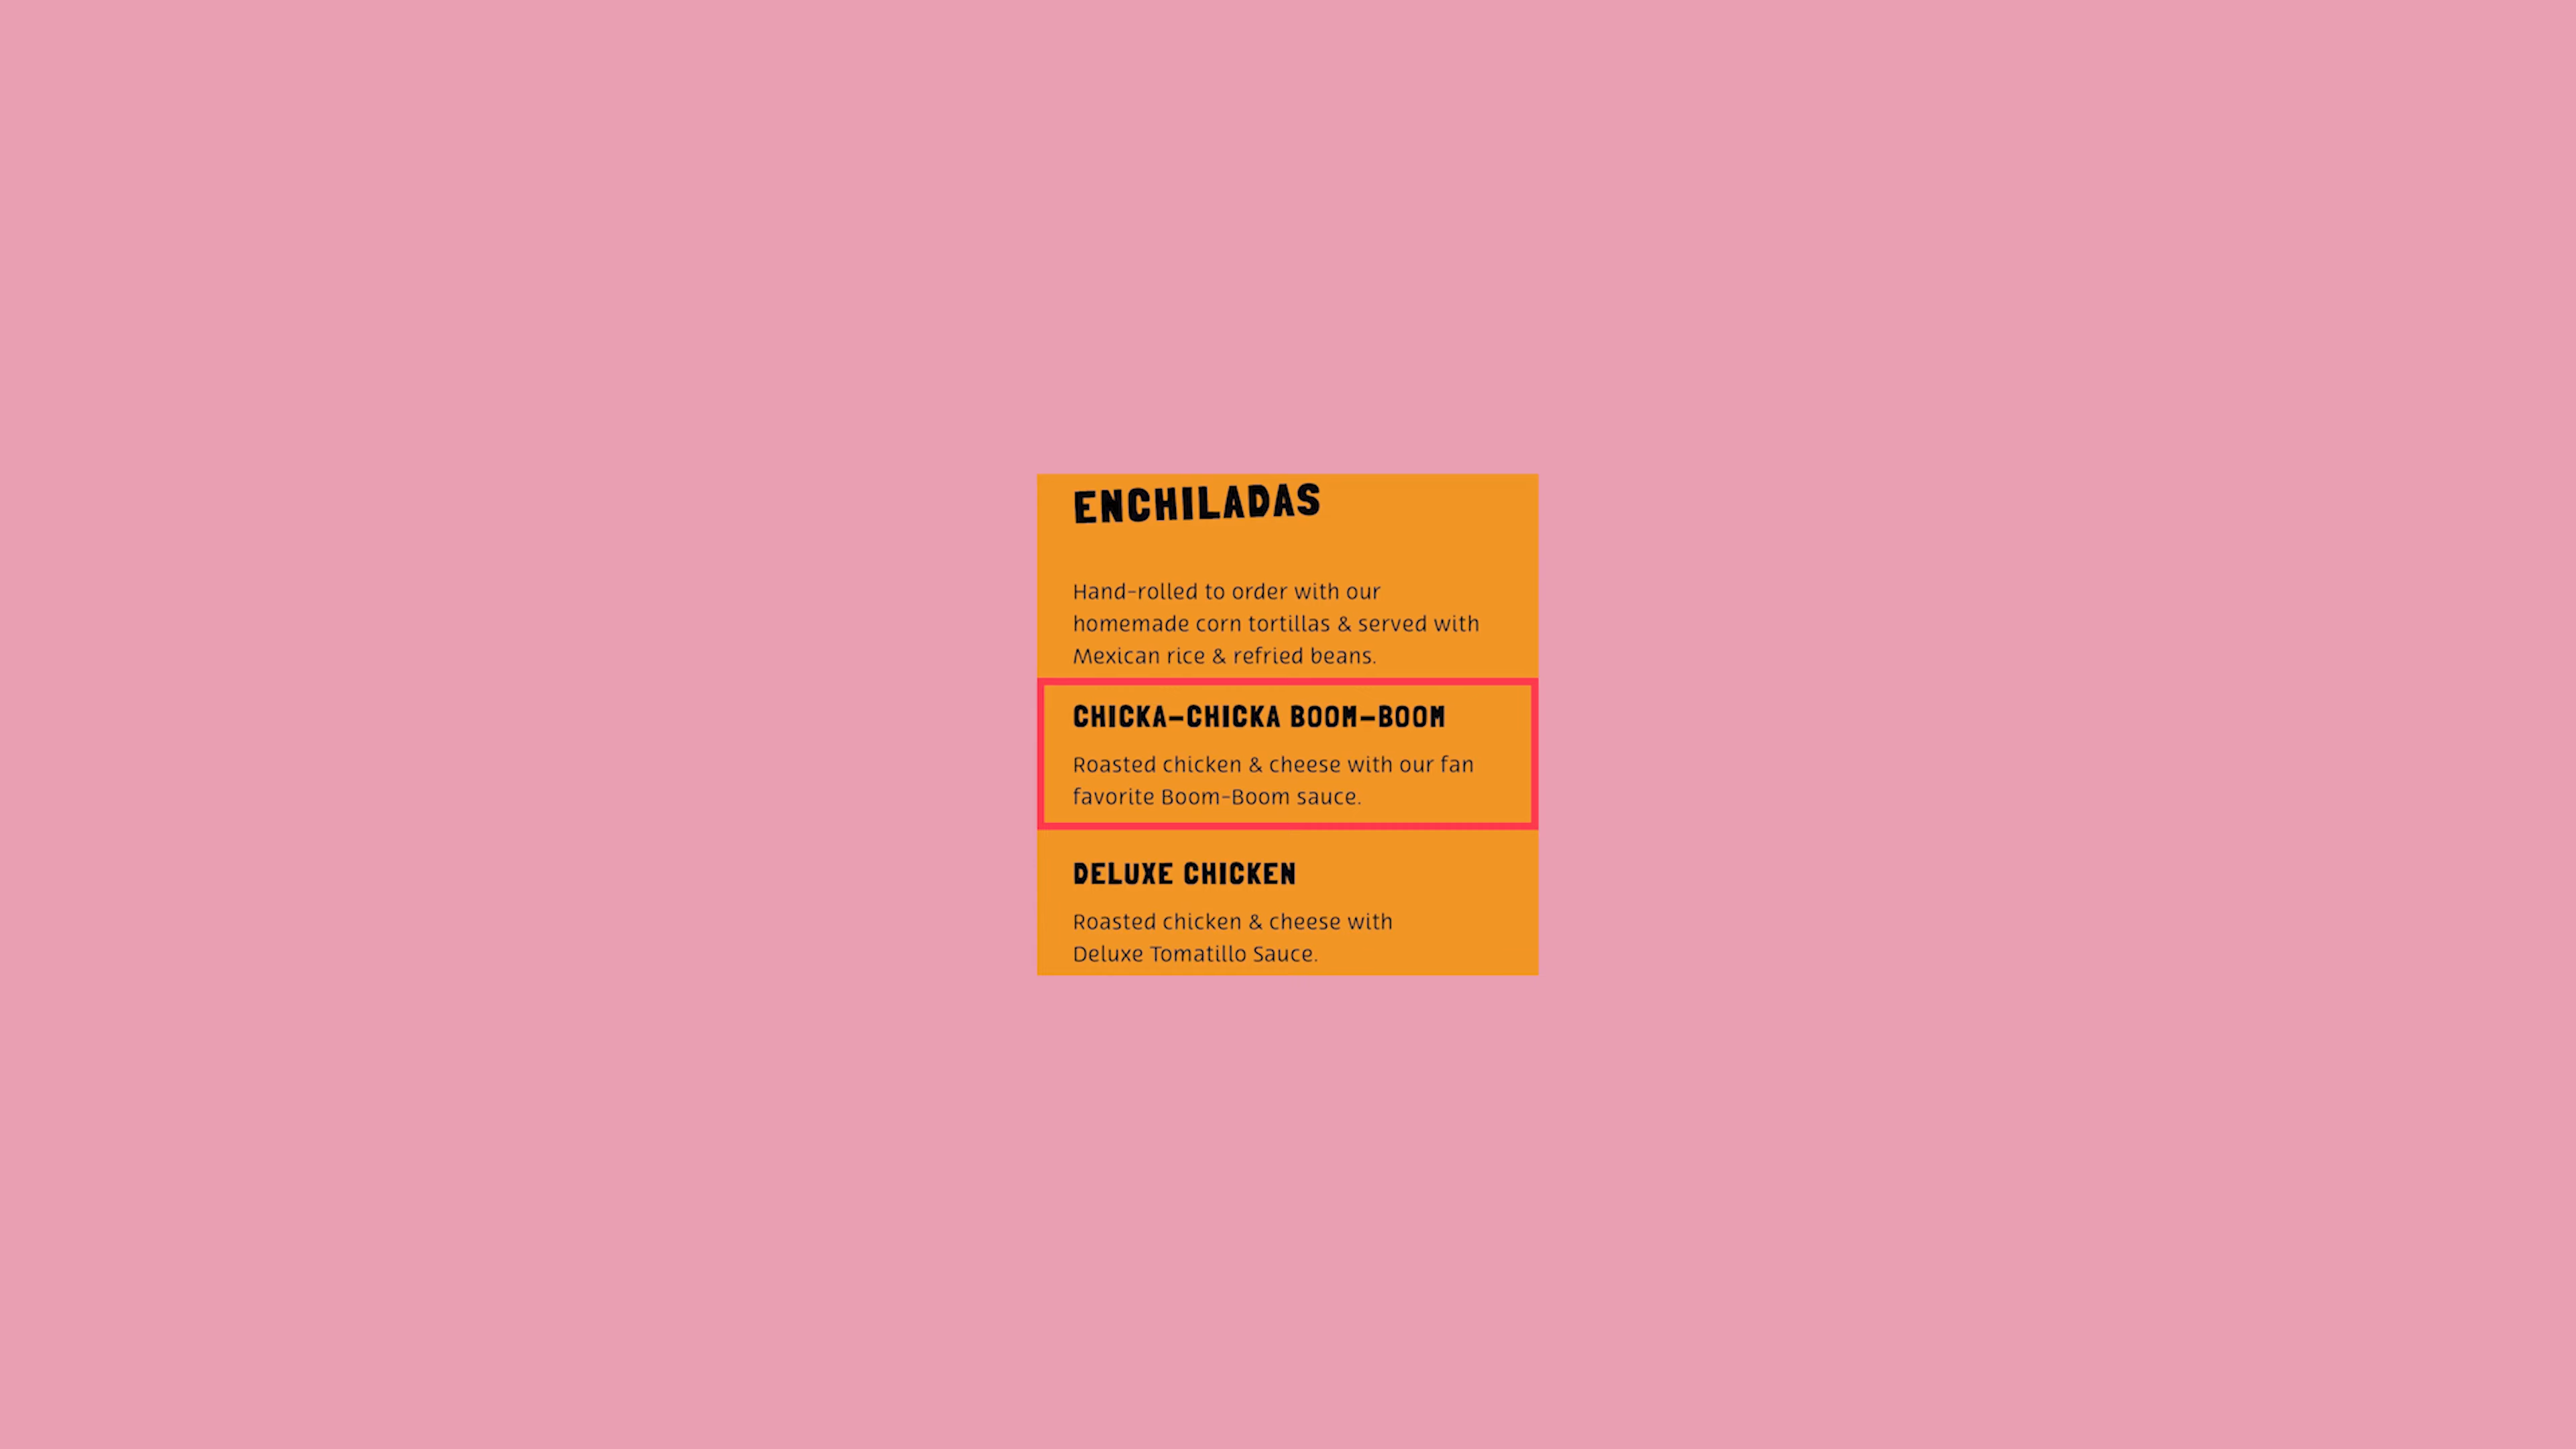 ENCHILADAS
Hand-rolled to order with our
homemade corn tortillas & served with
Mexican rice & refried beans.
CHICKA-CHICKA BOOM-BOOM
Roasted chicken & cheese with our fan
favorite Boom-Boom sauce.
DELUXE CHICKEN
Roasted chicken & cheese with
Deluxe Tomatillo Sauce.